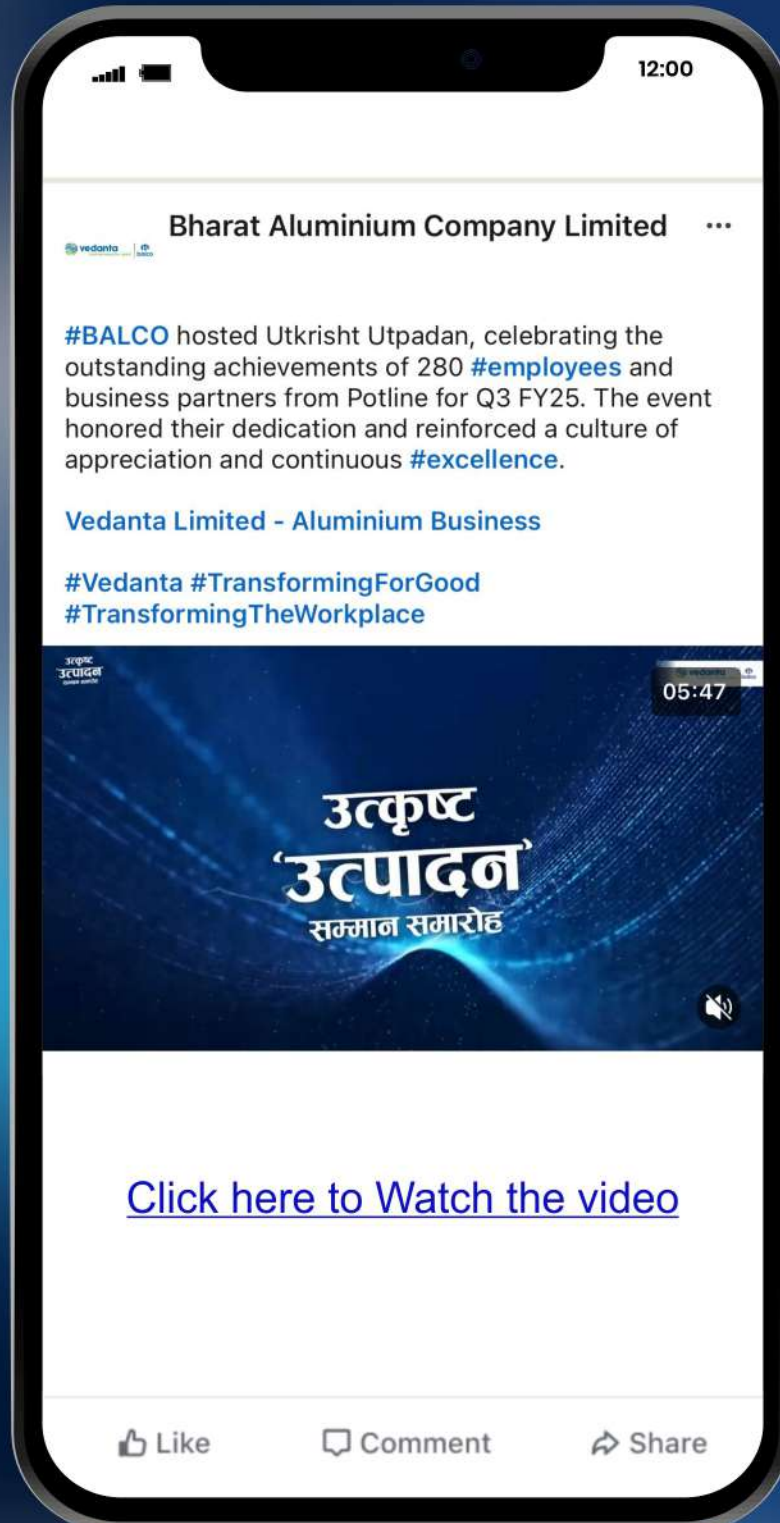 12:00
vedanta
Bharat Aluminium Company Limited
#BALCO hosted Utkrisht Utpadan, celebrating the
outstanding achievements of 280 #employees and
business partners from Potline for Q3 FY25. The event
honored their dedication and reinforced a culture of
appreciation and continuous #excellence.
Vedanta Limited - Aluminium Business
#Vedanta #TransformingForGood
#TransformingTheWorkplace
उत्कृष्ट
उत्पादन
सम्मान समारोह
05:47
उत्कृष्ट
'उत्पादन'
सम्मान समारोह
Click here to Watch the video
Like
Comment
Share